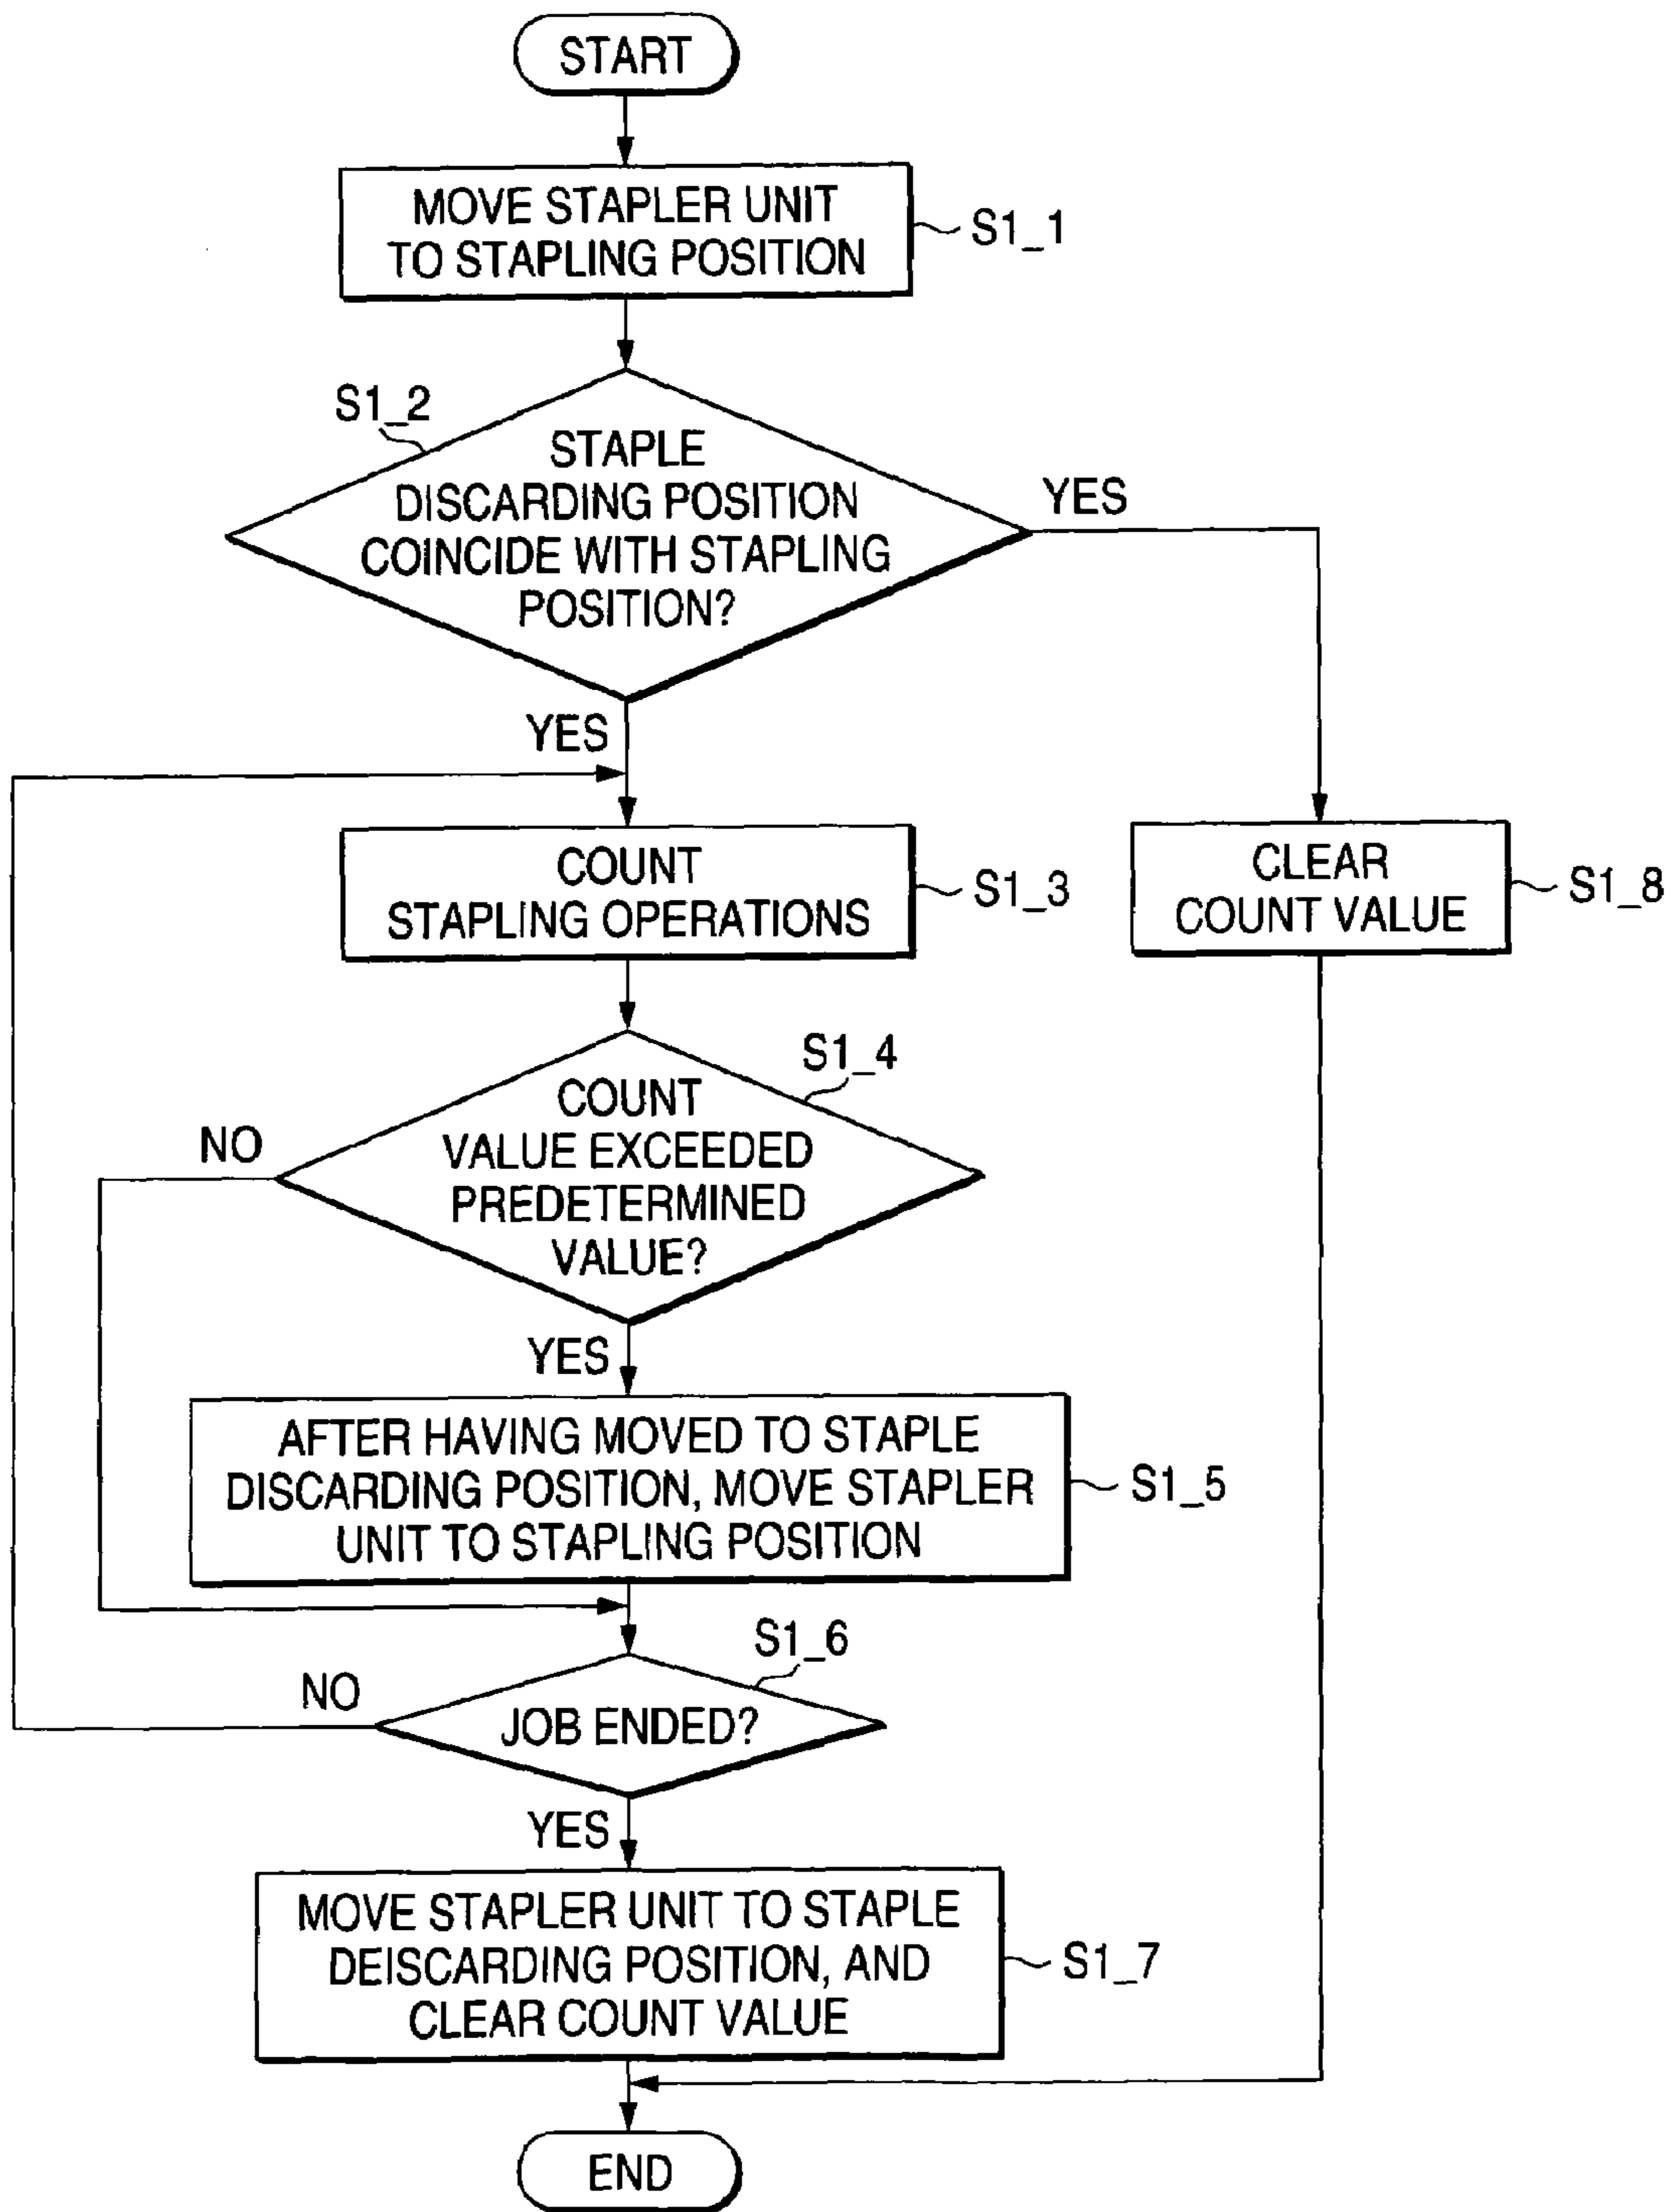 START
MOVE STAPLER UNIT
TO STAPLING POSITION
S1_1
S1_2
STAPLE
DISCARDING POSITION
COINCIDE WITH STAPLING
POSITION?
YES
YES
COUNT
STAPLING OPERATIONS
S1_3
CLEAR
COUNT VALUE
S1_8
S1_4
COUNT
VALUE EXCEEDED
PREDETERMINED
VALUE?
NO
YES
AFTER HAVING MOVED TO STAPLE
DISCARDING POSITION, MOVE STAPLER
UNIT TO STAPLING POSITION
S1_5
S1_6
NO
JOB ENDED?
YES
MOVE STAPLER UNIT TO STAPLE
DEISCARDING POSITION, AND
CLEAR COUNT VALUE
S1_7
END